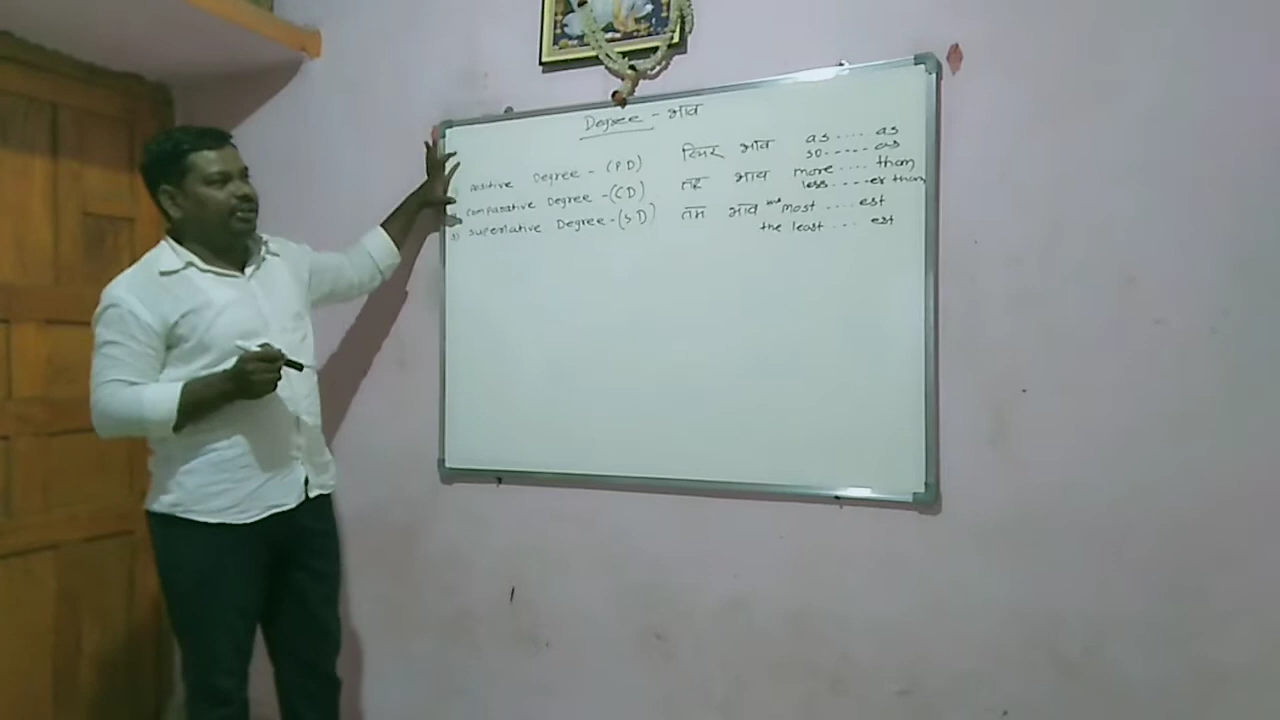 Degree - भाव
Positive Degree - (P.D) स्थिर भाव as .... as
so ..... as
Comparative Degree - (C D) तर भाव more .... than
less ....er than
3) Superlative Degree - (S D) तम भाव most .... est
the least ... est